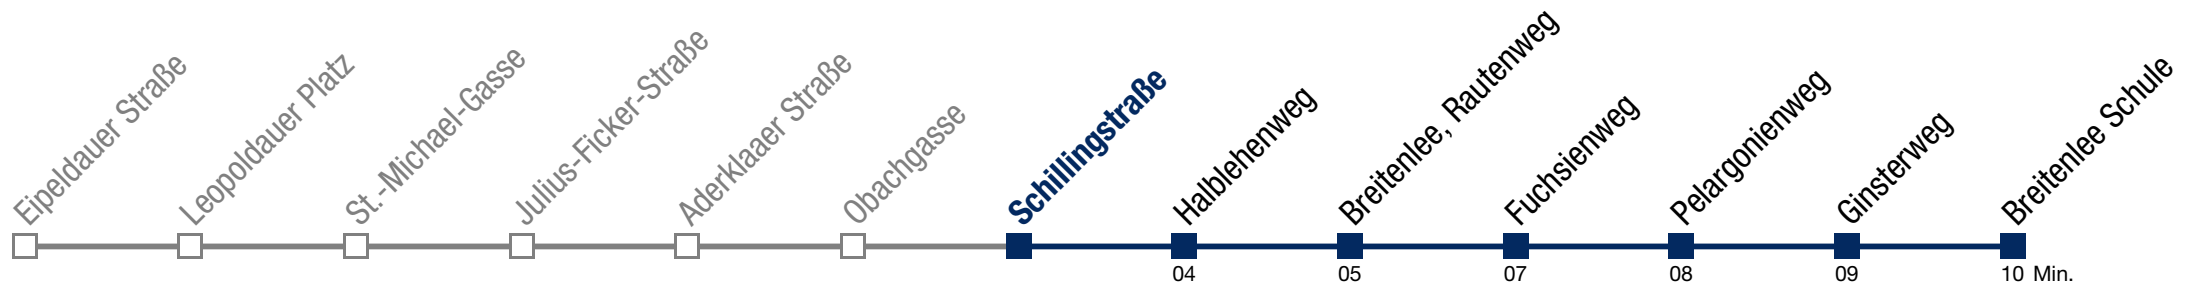 Eipeldauer Straße
Leopoldauer Platz
St.-Michael-Gasse
Julius-Ficker-Straße
Aderklaaer Straße
Obachgasse
Schillingstraße
Halblehenweg
Breitenlee, Rautenweg
Fuchsienweg
Pelargonienweg
Ginsterweg
Breitenlee Schule
04 05 07 08 09 10 Min.